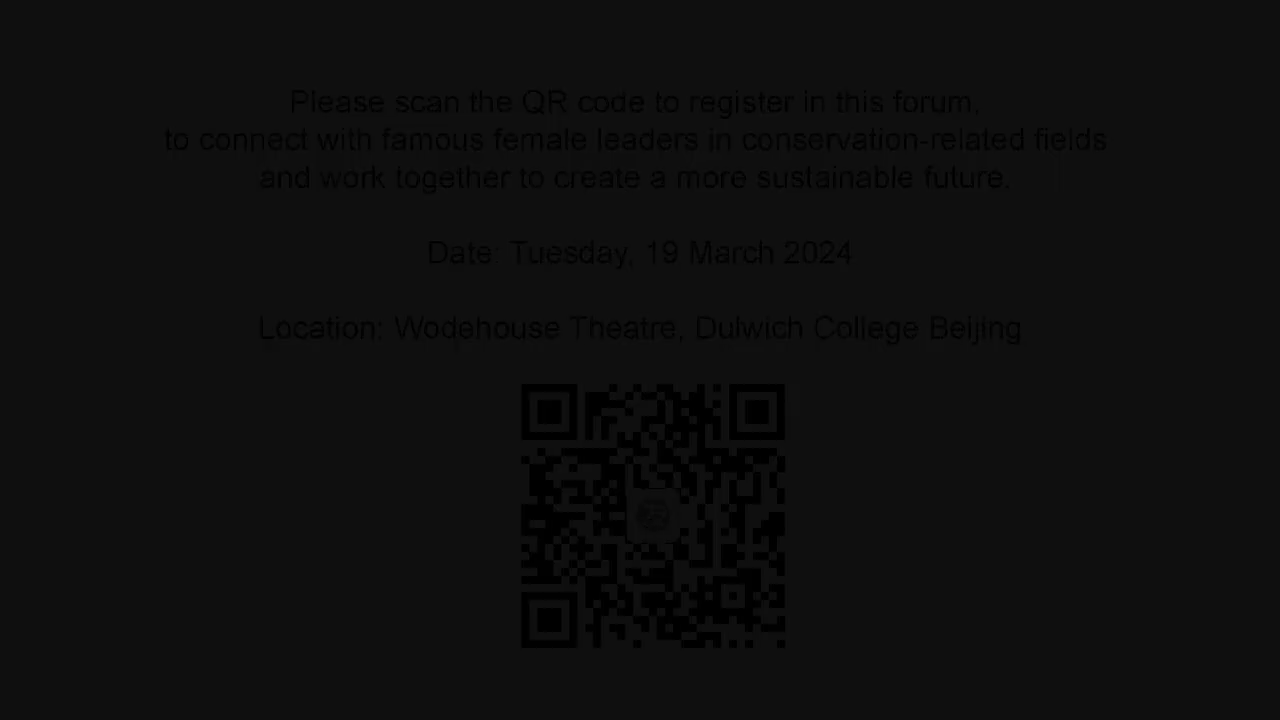 Please scan the QR code to register in this forum,
to connect with famous female leaders in conservation-related fields
and work together to create a more sustainable future.
Date: Tuesday, 19 March 2024
Location: Wodehouse Theatre, Dulwich College Beijing